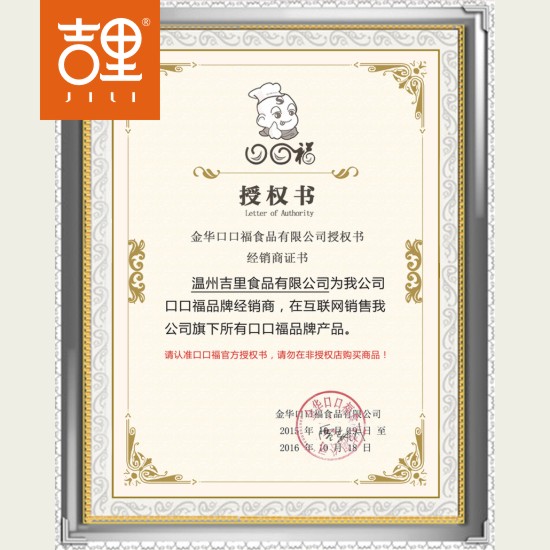 吉里®
JILI
口口福
授权书
Letter of Authority
金华口口福食品有限公司授权书
经销商证书
温州吉里食品有限公司为我公司
口口福品牌经销商，在互联网销售我
公司旗下所有口口福品牌产品。
请认准口口福官方授权书，请勿在非授权店购买商品！
金华口口福食品有限公司
2015 年 10 月 19 日 至
2016 年 10 月 18 日